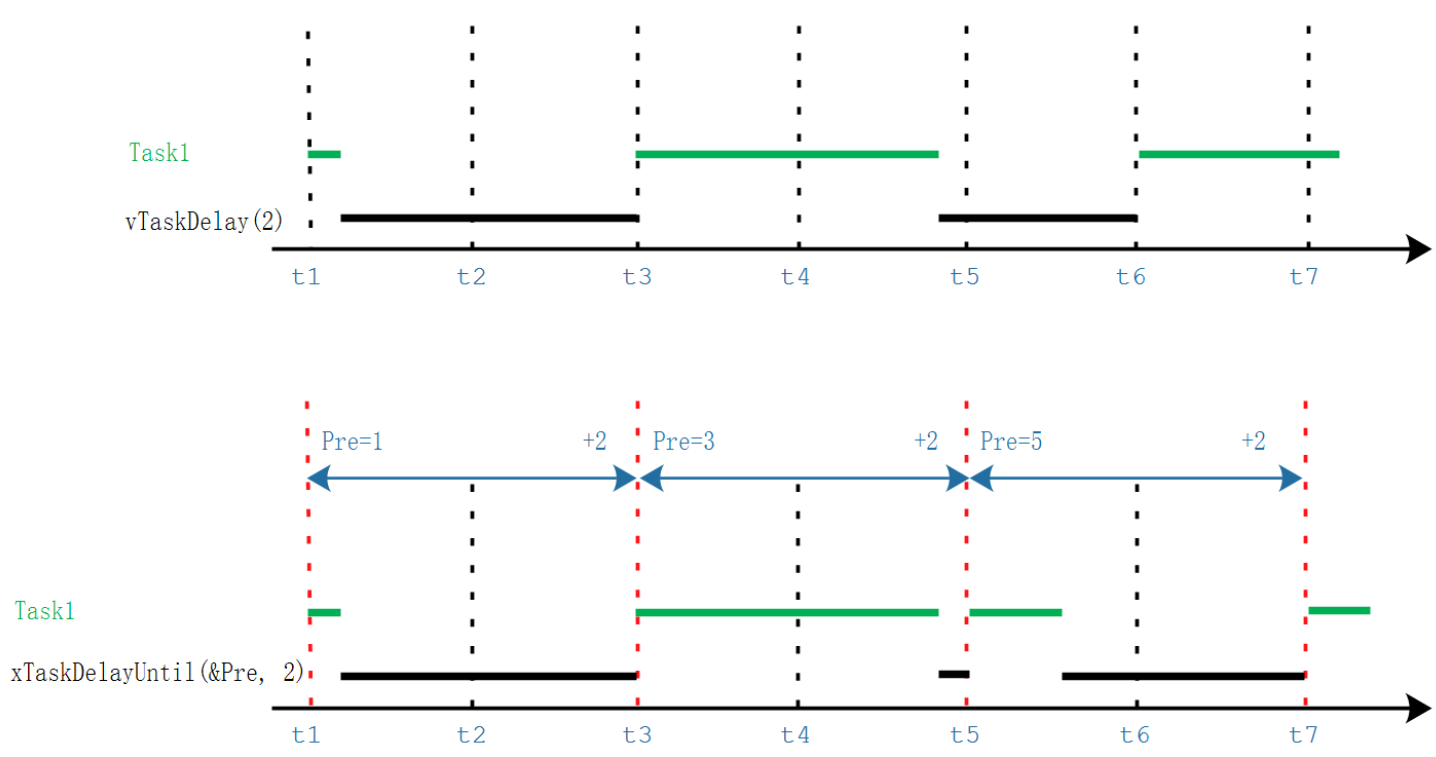 Task1
vTaskDelay(2)
t1 t2 t3 t4 t5 t6 t7
Pre=1 +2 Pre=3 +2 Pre=5 +2
Task1
xTaskDelayUntil(&Pre, 2)
t1 t2 t3 t4 t5 t6 t7